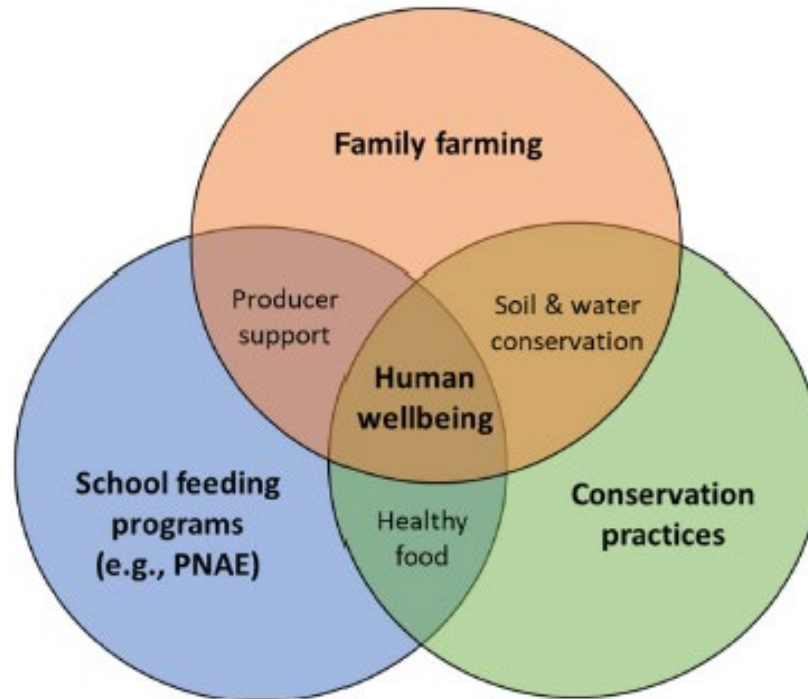 Family farming
Producer
support
Soil & water
conservation
Human
wellbeing
School feeding
programs
(e.g., PNAE)
Healthy
food
Conservation
practices